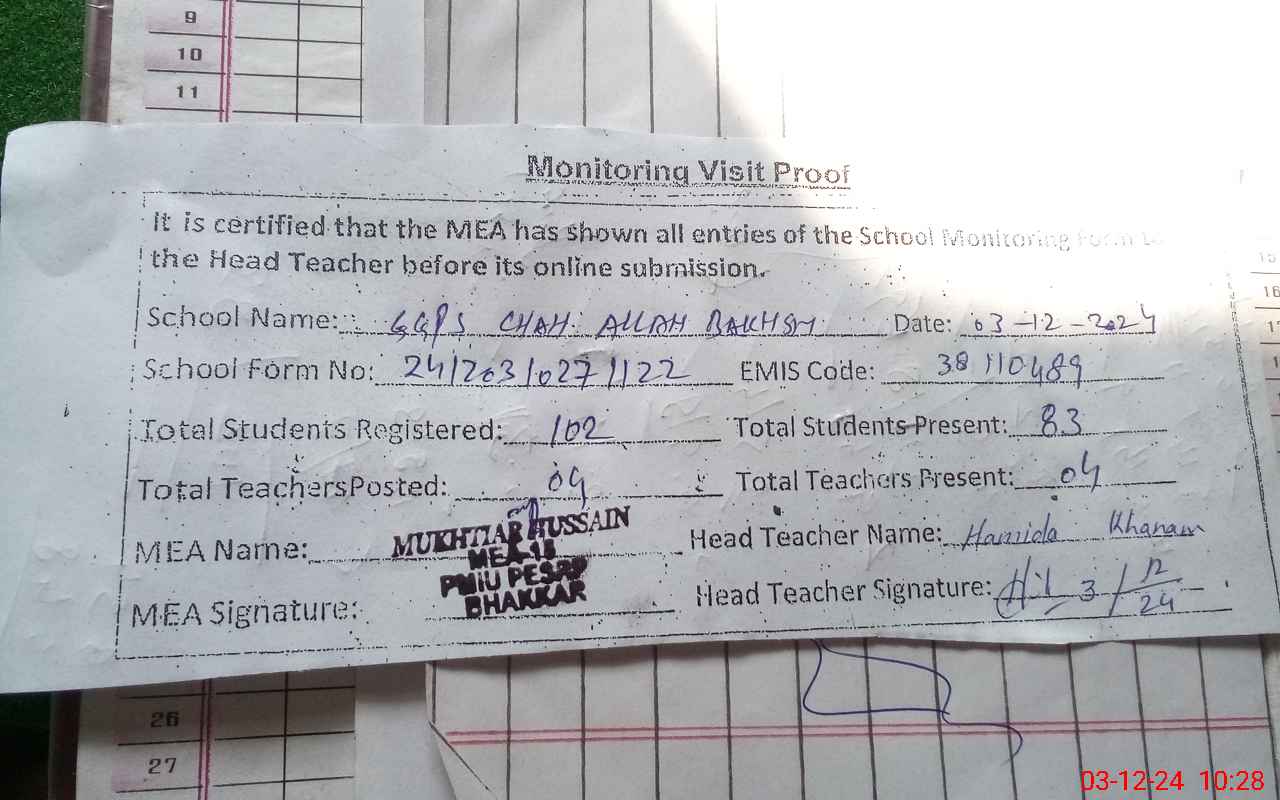 9
10
11
Monitoring Visit Proof
It is certified that the MEA has shown all entries of the School Monitoring Form to
the Head Teacher before its online submission.
School Name: GGPS CHAH ALLAH BAKHSH Date: 03-12-2024
School Form No: 24/203/027/122 EMIS Code: 38110489
Total Students Registered: 102 Total Students Present: 83
Total Teachers Posted: 04 Total Teachers Present: 04
MEA Name: MUKHTIAR HUSSAIN Head Teacher Name: Hamida Khanam
MEA-15
PMIU PESRP
BHAKKAR
MEA Signature: Head Teacher Signature: 3/12/24
15
16
26
27
03-12-24 10:28